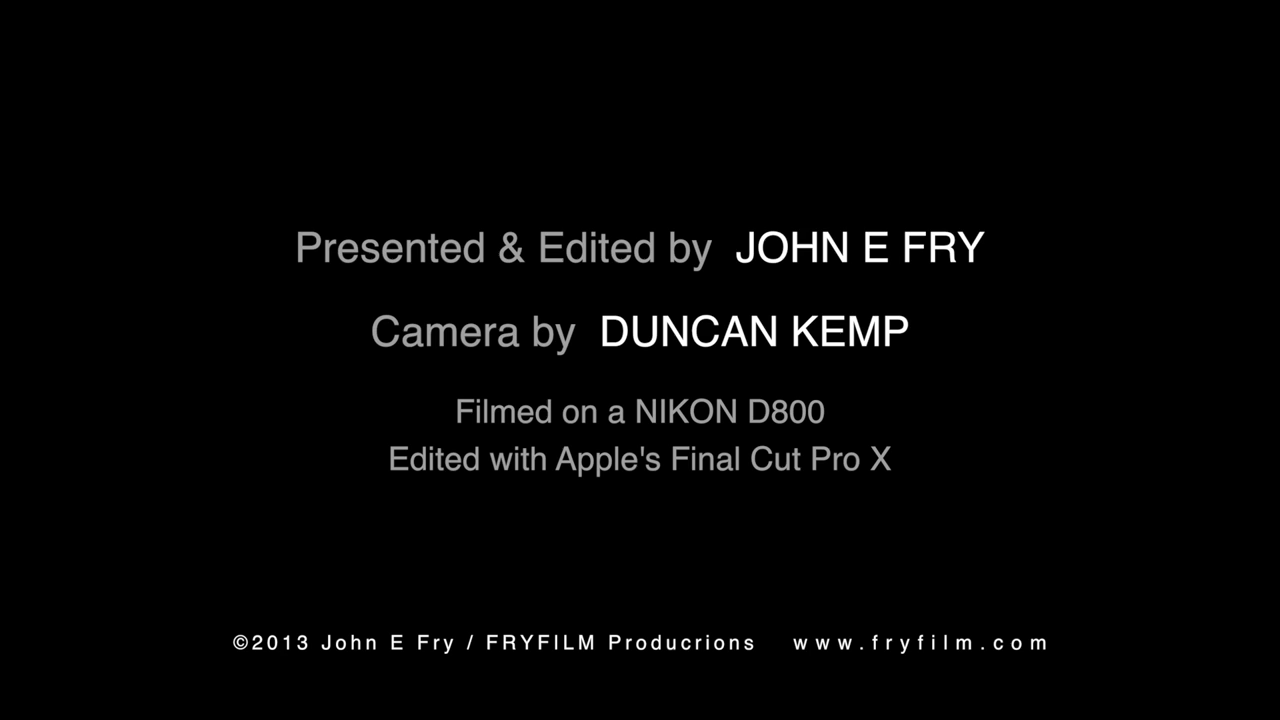 Presented & Edited by JOHN E FRY
Camera by DUNCAN KEMP
Filmed on a NIKON D800
Edited with Apple's Final Cut Pro X
©2013 John E Fry / FRYFILM Producrions www.fryfilm.com